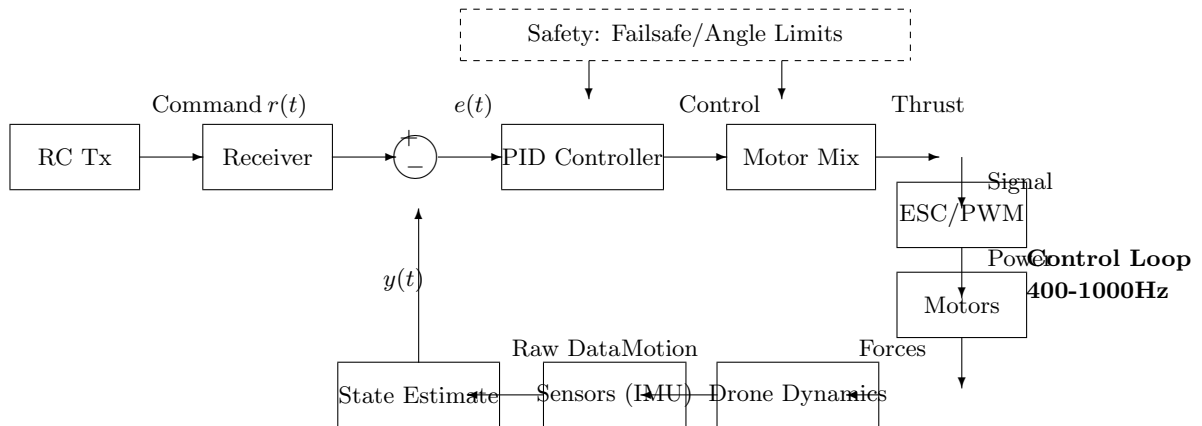 Safety: Failsafe/Angle Limits
Command r(t)
e(t)
Control
Thrust
RC Tx
Receiver
+
−
PID Controller
Motor Mix
Signal
ESC/PWM
Power
Control Loop
400-1000Hz
y(t)
Motors
Raw Data
Motion
Forces
State Estimate
Sensors (IMU)
Drone Dynamics